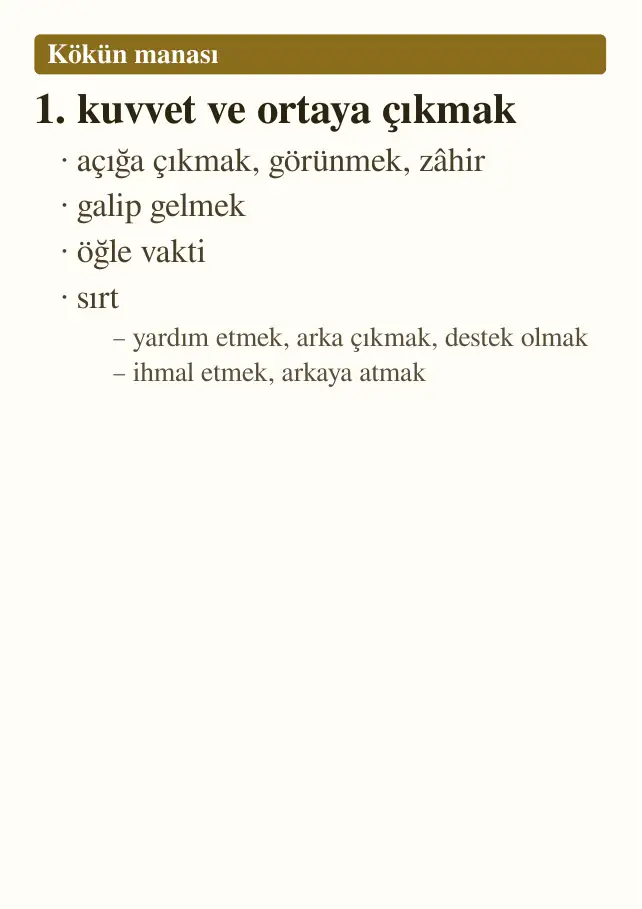 Kökün manası
1. kuvvet ve ortaya çıkmak
· açığa çıkmak, görünmek, zâhir
· galip gelmek
· öğle vakti
· sırt
– yardım etmek, arka çıkmak, destek olmak
– ihmal etmek, arkaya atmak